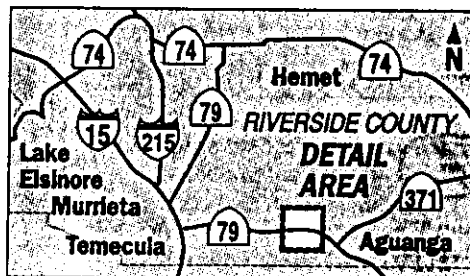 74
74
74
N
Hemet
79
RIVERSIDE COUNTY
15
215
DETAIL
AREA
Lake
Elsinore
371
Murrieta
79
Temecula
Aguanga